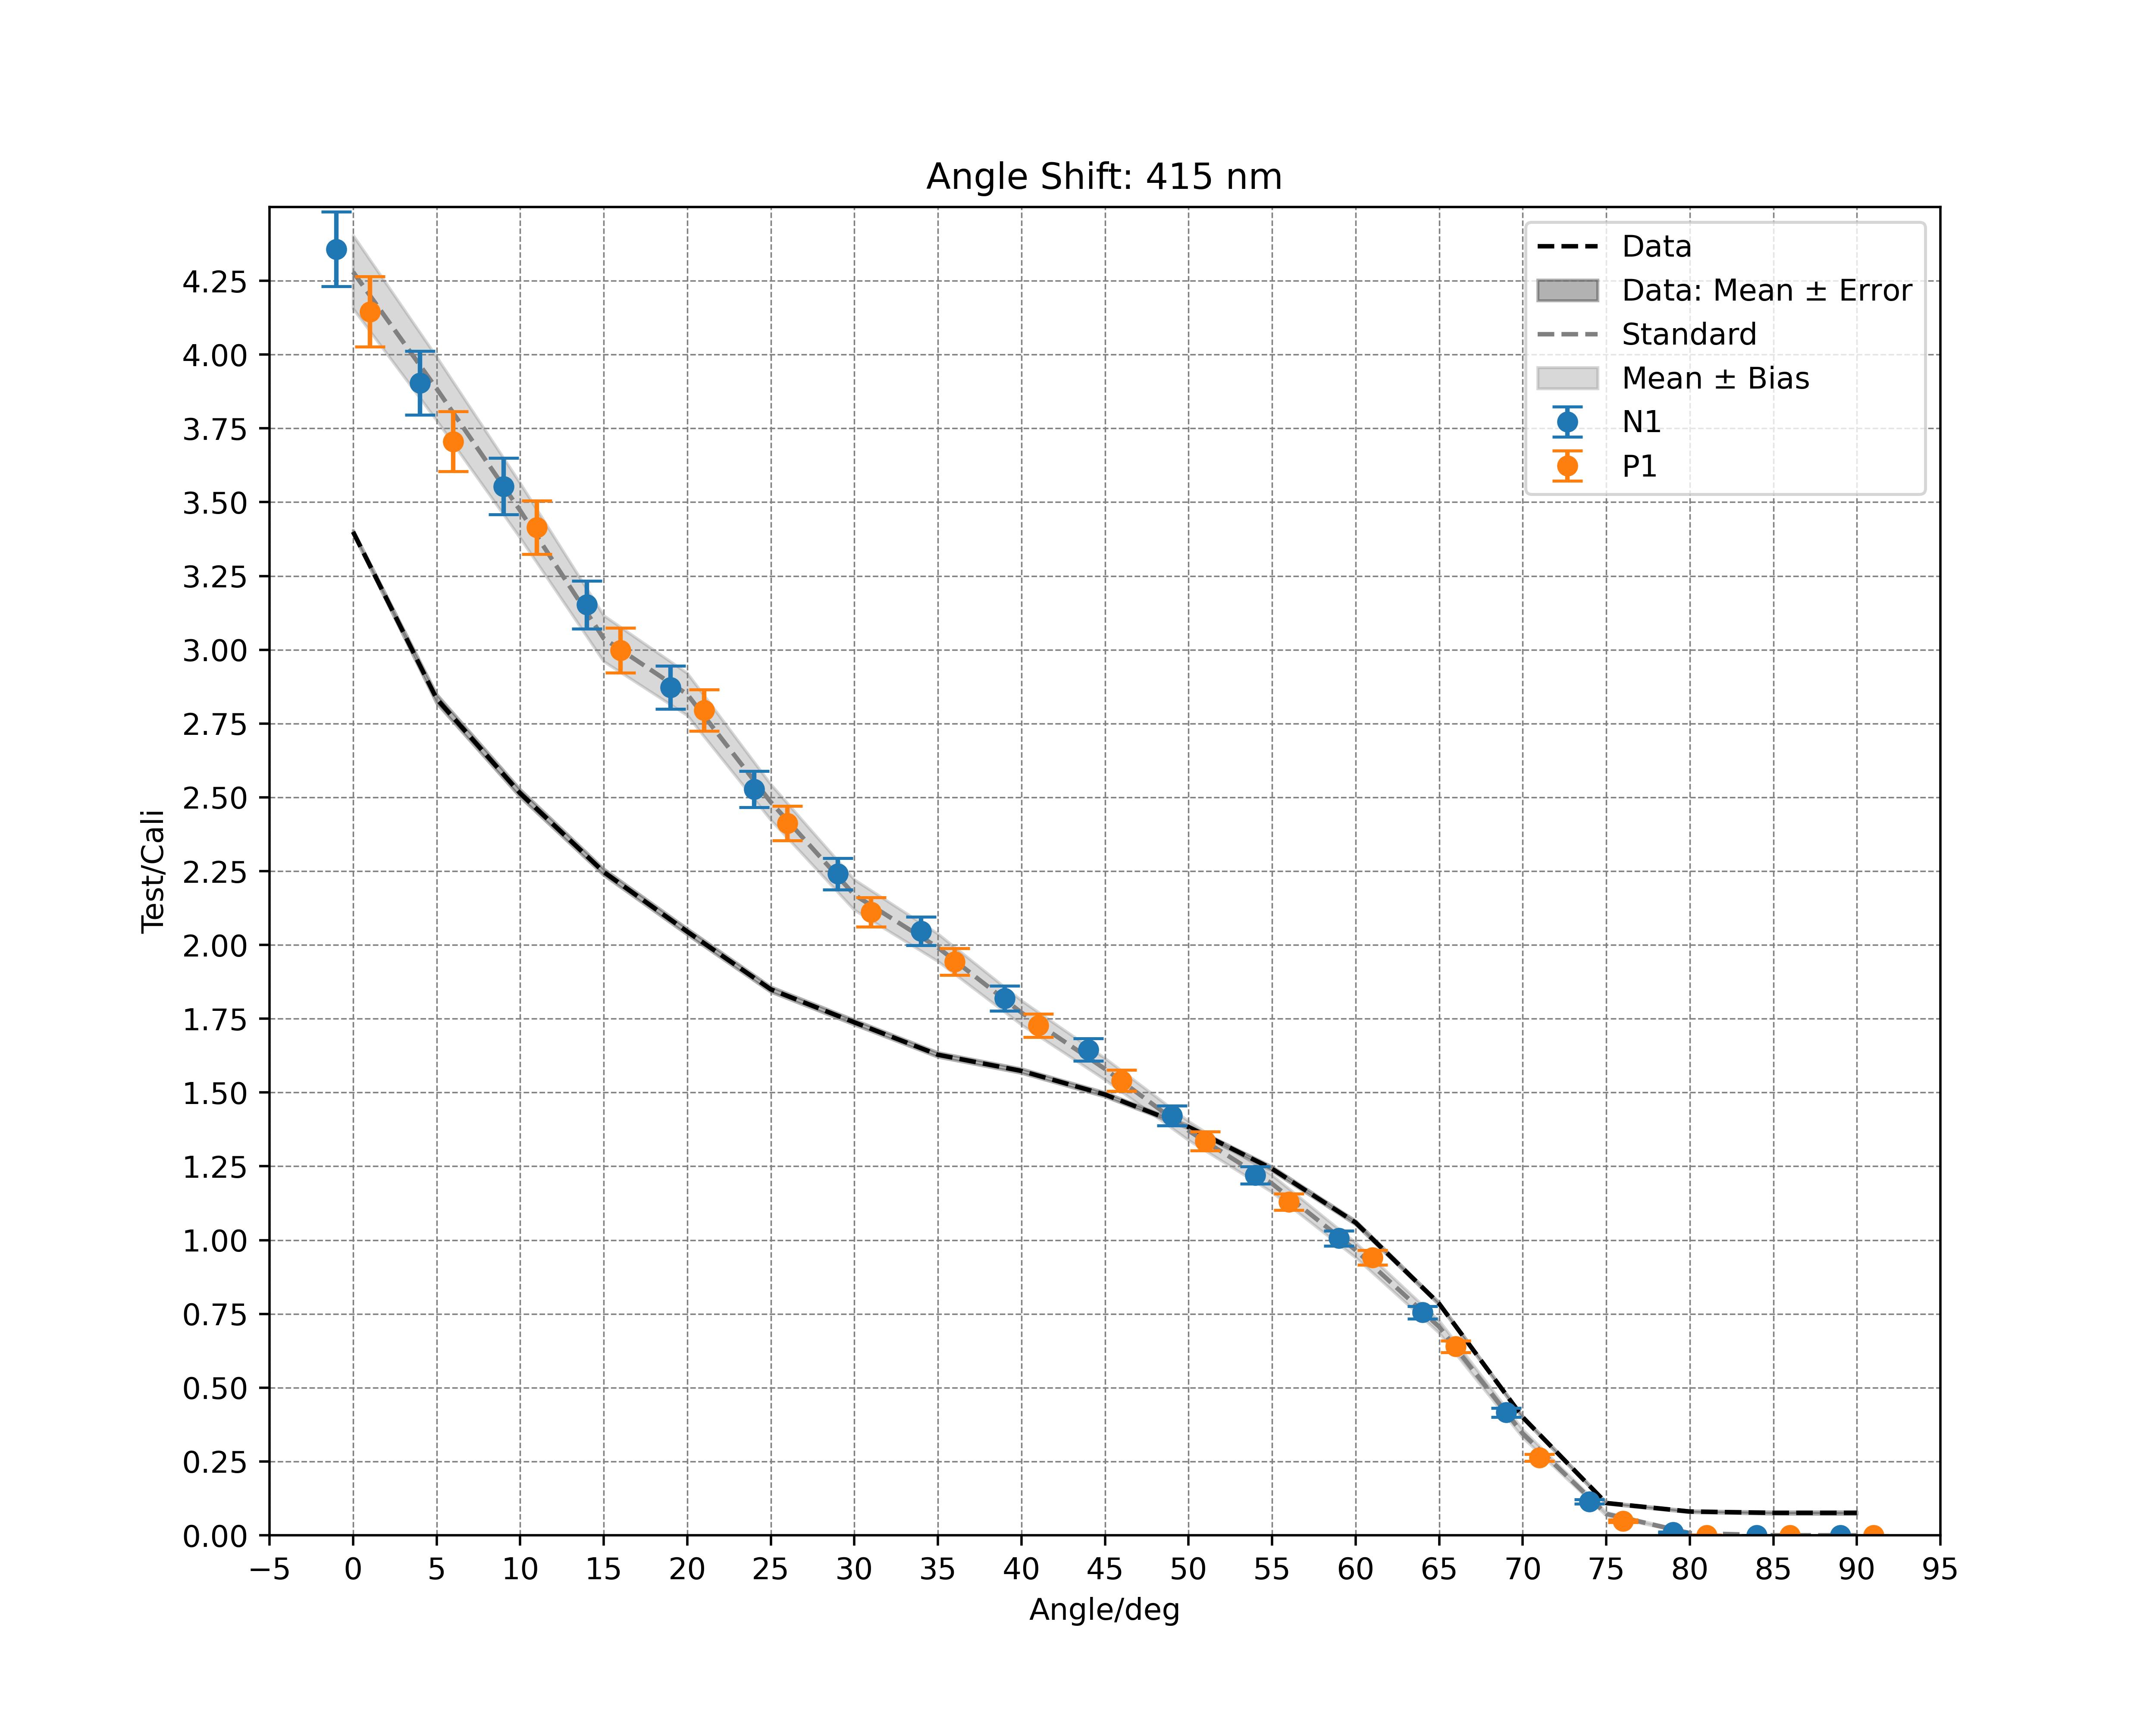 Angle Shift: 415 nm
Data
Data: Mean ± Error
Standard
Mean ± Bias
N1
P1
Test/Cali
4.25
4.00
3.75
3.50
3.25
3.00
2.75
2.50
2.25
2.00
1.75
1.50
1.25
1.00
0.75
0.50
0.25
0.00
−5 0 5 10 15 20 25 30 35 40 45 50 55 60 65 70 75 80 85 90 95
Angle/deg